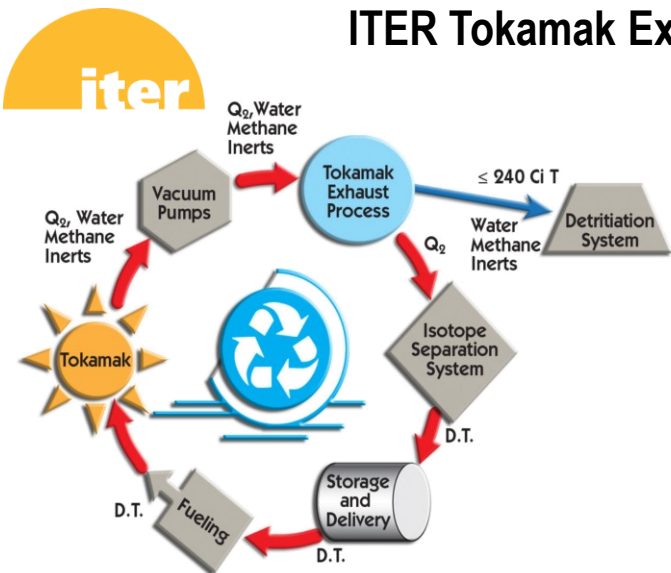 ITER Tokamak Ex
iter
Q₂,Water
Methane
Inerts
Vacuum
Pumps
Tokamak
Exhaust
Process
≤ 240 Ci T
Water
Methane
Inerts
Detritiation
System
Q₂, Water
Methane
Inerts
Q₂
Tokamak
Isotope
Separation
System
D.T.
Storage
and
Delivery
D.T.
Fueling
D.T.